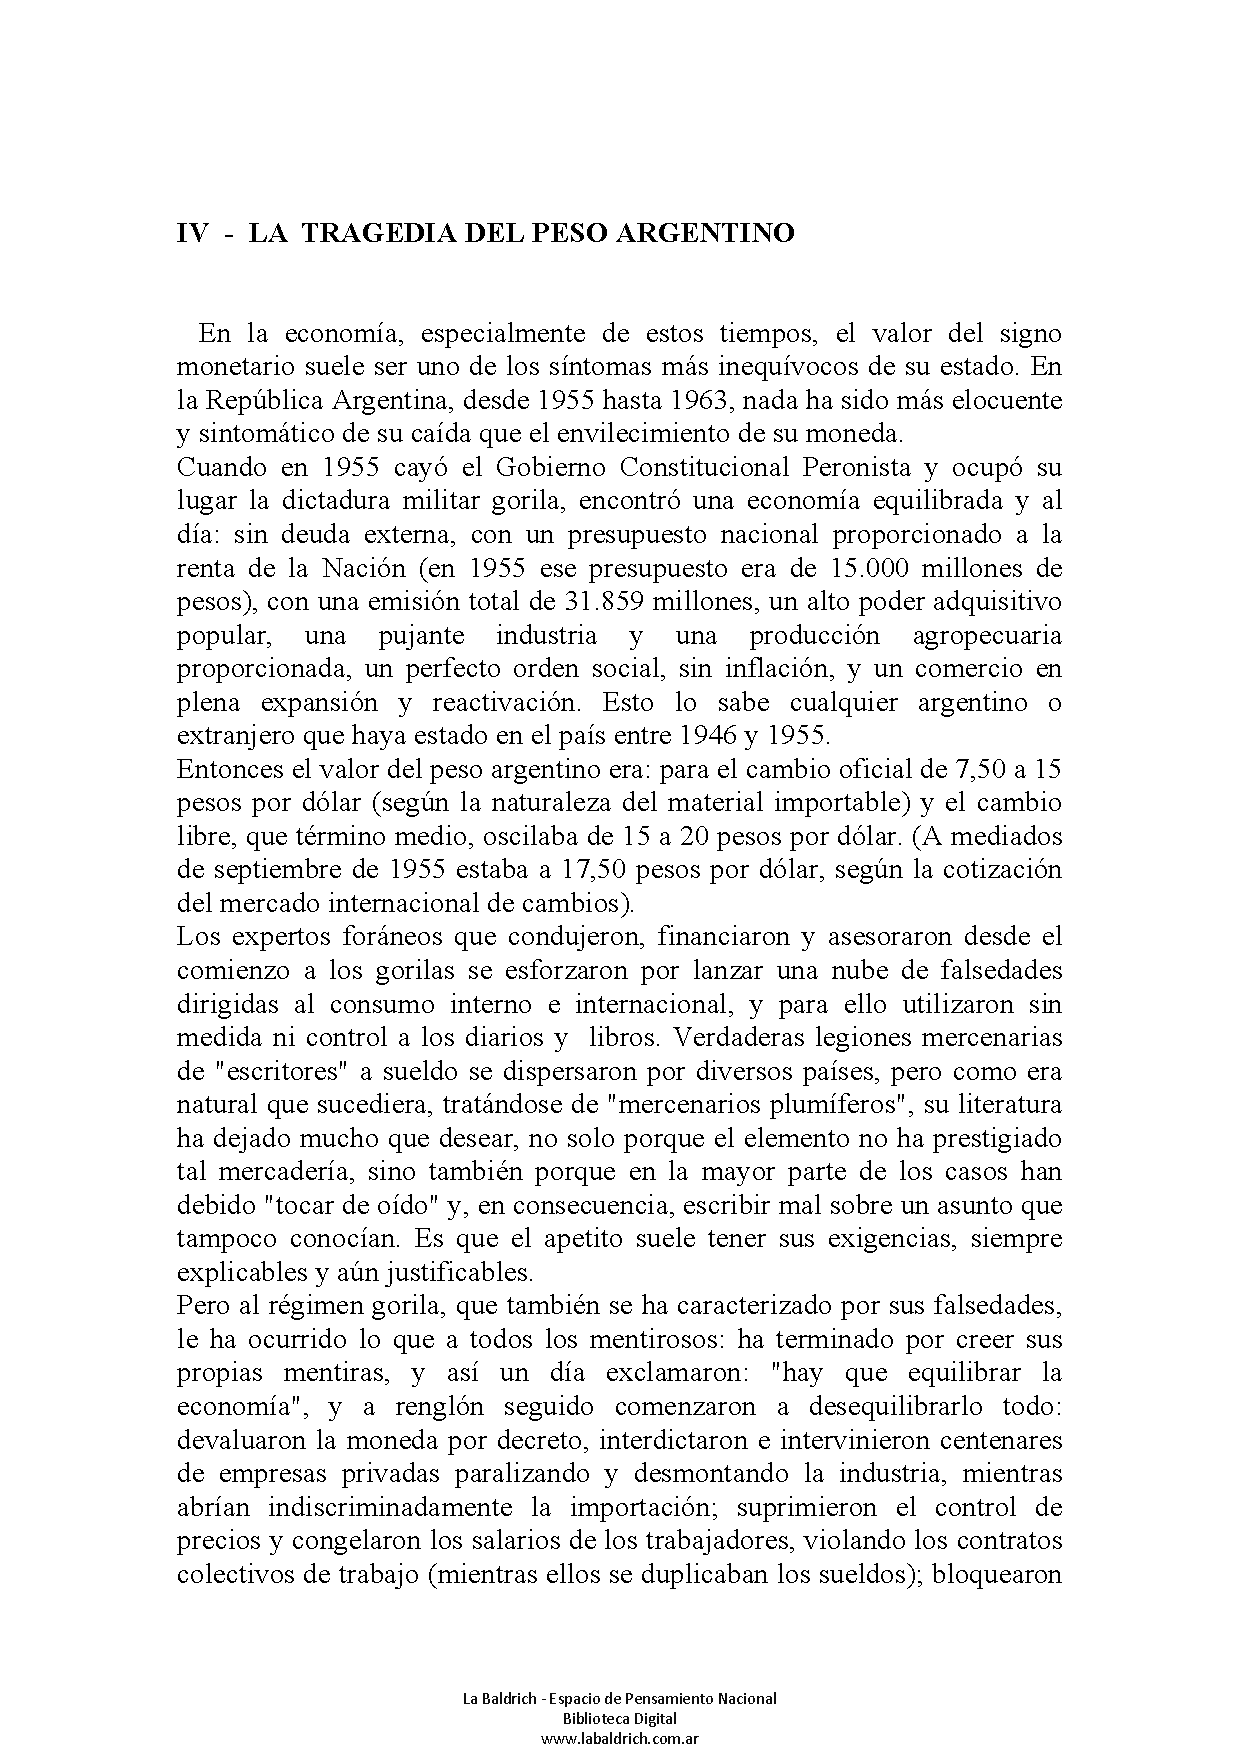 IV - LA TRAGEDIA DEL PESO ARGENTINO
En la economía, especialmente de estos tiempos, el valor del signo
monetario suele ser uno de los síntomas más inequívocos de su estado. En
la República Argentina, desde 1955 hasta 1963, nada ha sido más elocuente
y sintomático de su caída que el envilecimiento de su moneda.
Cuando en 1955 cayó el Gobierno Constitucional Peronista y ocupó su
lugar la dictadura militar gorila, encontró una economía equilibrada y al
día: sin deuda externa, con un presupuesto nacional proporcionado a la
renta de la Nación (en 1955 ese presupuesto era de 15.000 millones de
pesos), con una emisión total de 31.859 millones, un alto poder adquisitivo
popular, una pujante industria y una producción agropecuaria
proporcionada, un perfecto orden social, sin inflación, y un comercio en
plena expansión y reactivación. Esto lo sabe cualquier argentino o
extranjero que haya estado en el país entre 1946 y 1955.
Entonces el valor del peso argentino era: para el cambio oficial de 7,50 a 15
pesos por dólar (según la naturaleza del material importable) y el cambio
libre, que término medio, oscilaba de 15 a 20 pesos por dólar. (A mediados
de septiembre de 1955 estaba a 17,50 pesos por dólar, según la cotización
del mercado internacional de cambios).
Los expertos foráneos que condujeron, financiaron y asesoraron desde el
comienzo a los gorilas se esforzaron por lanzar una nube de falsedades
dirigidas al consumo interno e internacional, y para ello utilizaron sin
medida ni control a los diarios y libros. Verdaderas legiones mercenarias
de "escritores" a sueldo se dispersaron por diversos países, pero como era
natural que sucediera, tratándose de "mercenarios plumíferos", su literatura
ha dejado mucho que desear, no solo porque el elemento no ha prestigiado
tal mercadería, sino también porque en la mayor parte de los casos han
debido "tocar de oído" y, en consecuencia, escribir mal sobre un asunto que
tampoco conocían. Es que el apetito suele tener sus exigencias, siempre
explicables y aún justificables.
Pero al régimen gorila, que también se ha caracterizado por sus falsedades,
le ha ocurrido lo que a todos los mentirosos: ha terminado por creer sus
propias mentiras, y así un día exclamaron: "hay que equilibrar la
economía", y a renglón seguido comenzaron a desequilibrarlo todo:
devaluaron la moneda por decreto, interdictaron e intervinieron centenares
de empresas privadas paralizando y desmontando la industria, mientras
abrían indiscriminadamente la importación; suprimieron el control de
precios y congelaron los salarios de los trabajadores, violando los contratos
colectivos de trabajo (mientras ellos se duplicaban los sueldos); bloquearon
La Baldrich - Espacio de Pensamiento Nacional
Biblioteca Digital
www.labaldrich.com.ar